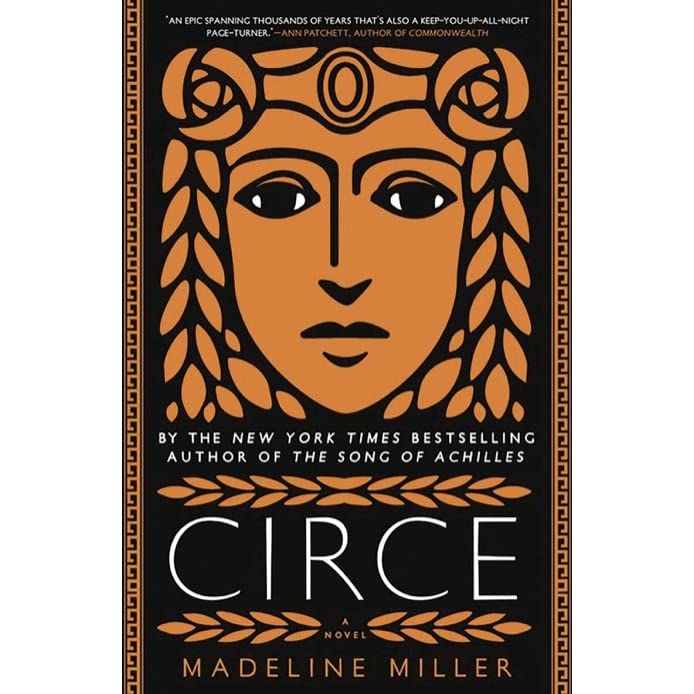 "AN EPIC SPANNING THOUSANDS OF YEARS THAT'S ALSO A KEEP-YOU-UP-ALL-NIGHT
PAGE-TURNER."—ANN PATCHETT, AUTHOR OF COMMONWEALTH
BY THE NEW YORK TIMES BESTSELLING
AUTHOR OF THE SONG OF ACHILLES
CIRCE
A
NOVEL
MADELINE MILLER